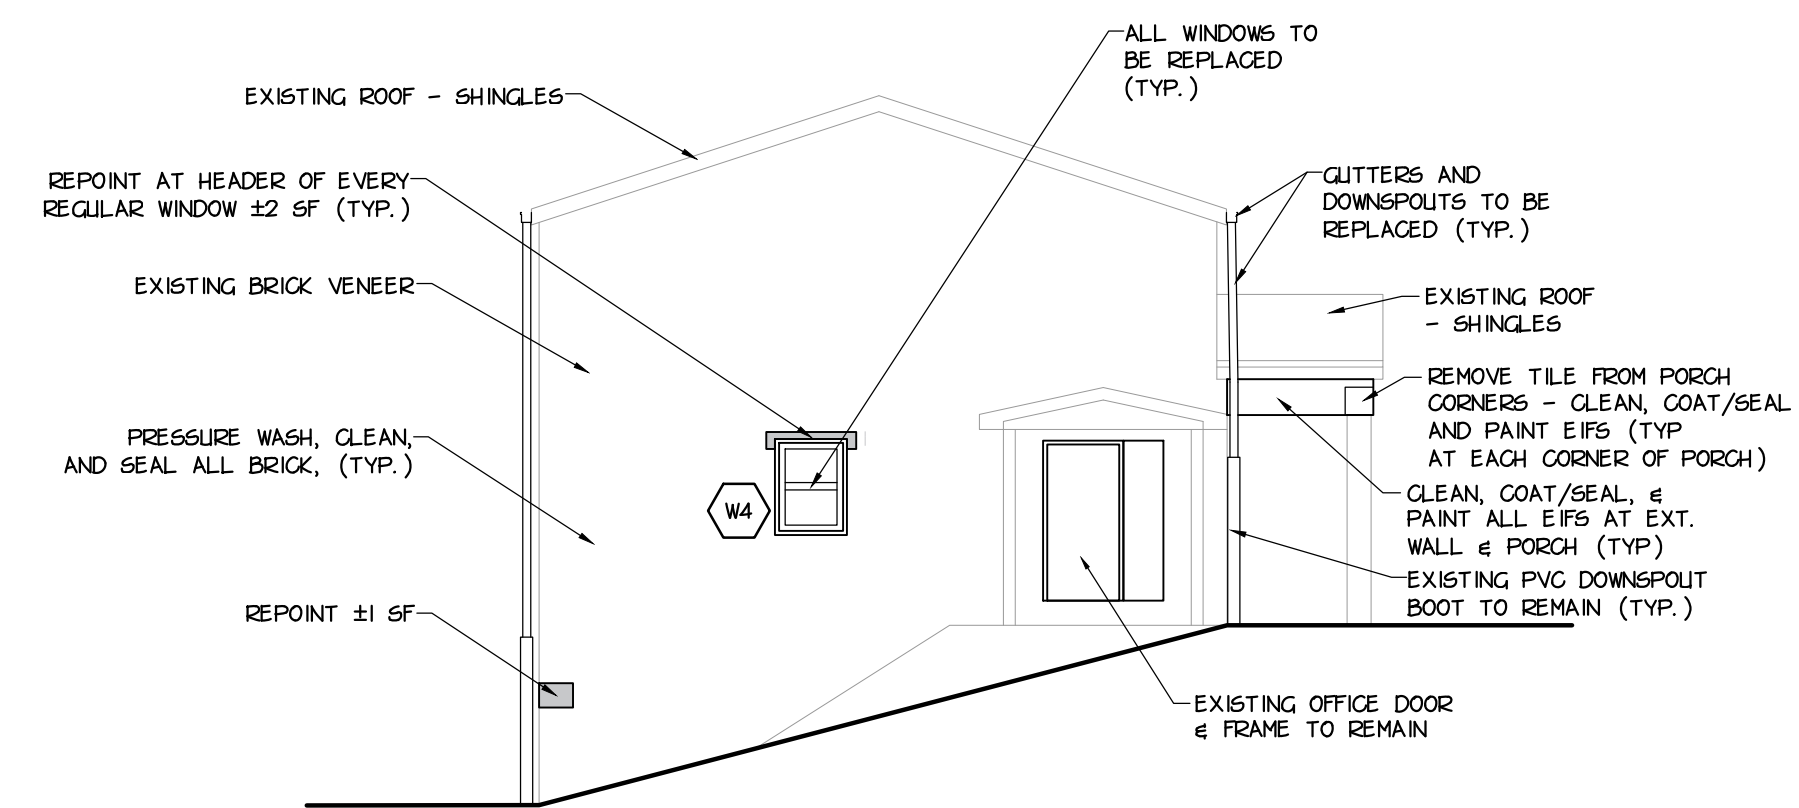 ALL WINDOWS TO
BE REPLACED
(TYP.)
EXISTING ROOF - SHINGLES
REPOINT AT HEADER OF EVERY
REGULAR WINDOW ±2 SF (TYP.)
EXISTING BRICK VENEER
PRESSURE WASH, CLEAN,
AND SEAL ALL BRICK, (TYP.)
REPOINT ±1 SF
W4
GUTTERS AND
DOWNSPOUTS TO BE
REPLACED (TYP.)
EXISTING ROOF
- SHINGLES
REMOVE TILE FROM PORCH
CORNERS - CLEAN, COAT/SEAL
AND PAINT EIFS (TYP
AT EACH CORNER OF PORCH)
CLEAN, COAT/SEAL, &
PAINT ALL EIFS AT EXT.
WALL & PORCH (TYP)
EXISTING PVC DOWNSPOUT
BOOT TO REMAIN (TYP.)
EXISTING OFFICE DOOR
& FRAME TO REMAIN